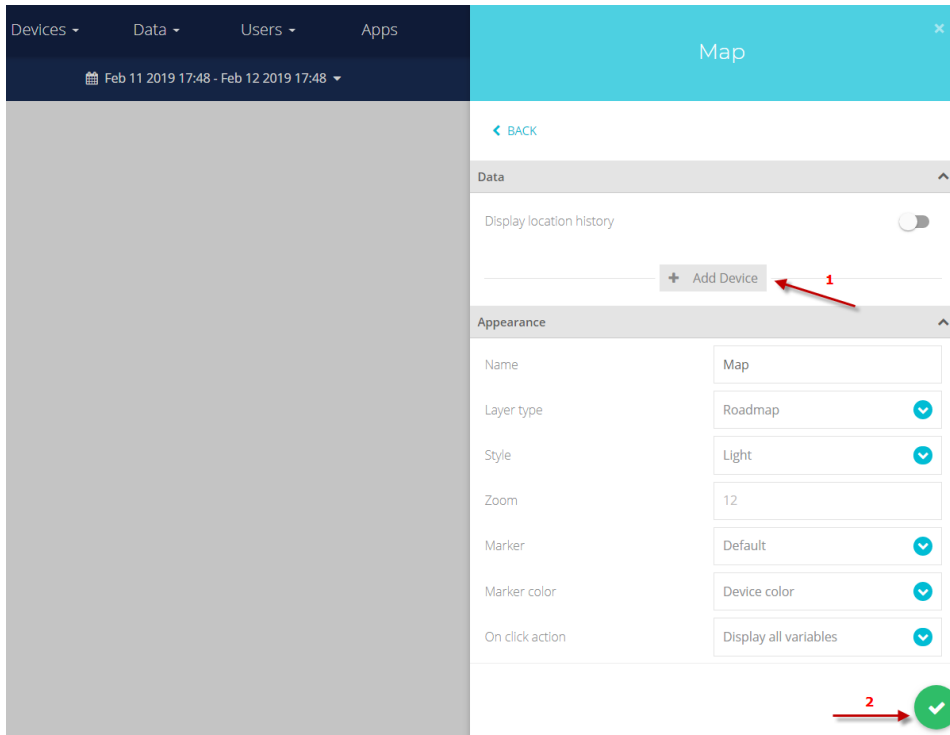 Devices Data Users Apps
Feb 11 2019 17:48 - Feb 12 2019 17:48
Map
BACK
Data
Display location history
+ Add Device
1
Appearance
Name Map
Layer type Roadmap
Style Light
Zoom 12
Marker Default
Marker color Device color
On click action Display all variables
2